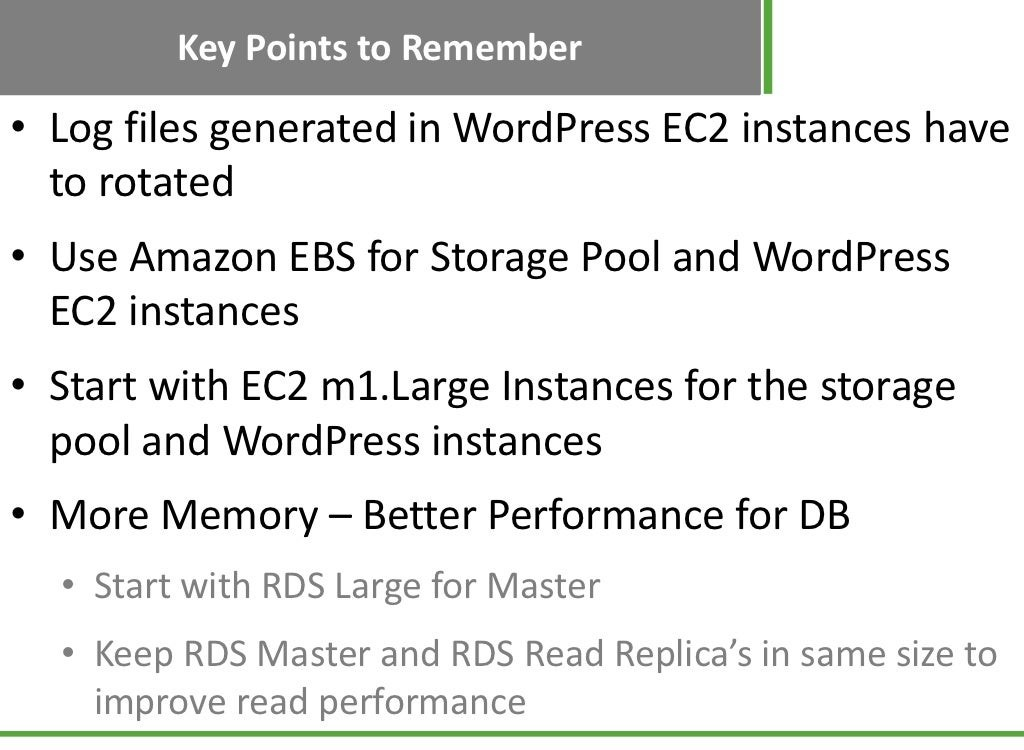 Key Points to Remember
• Log files generated in WordPress EC2 instances have
to rotated
• Use Amazon EBS for Storage Pool and WordPress
EC2 instances
• Start with EC2 m1.Large Instances for the storage
pool and WordPress instances
• More Memory – Better Performance for DB
• Start with RDS Large for Master
• Keep RDS Master and RDS Read Replica’s in same size to
improve read performance